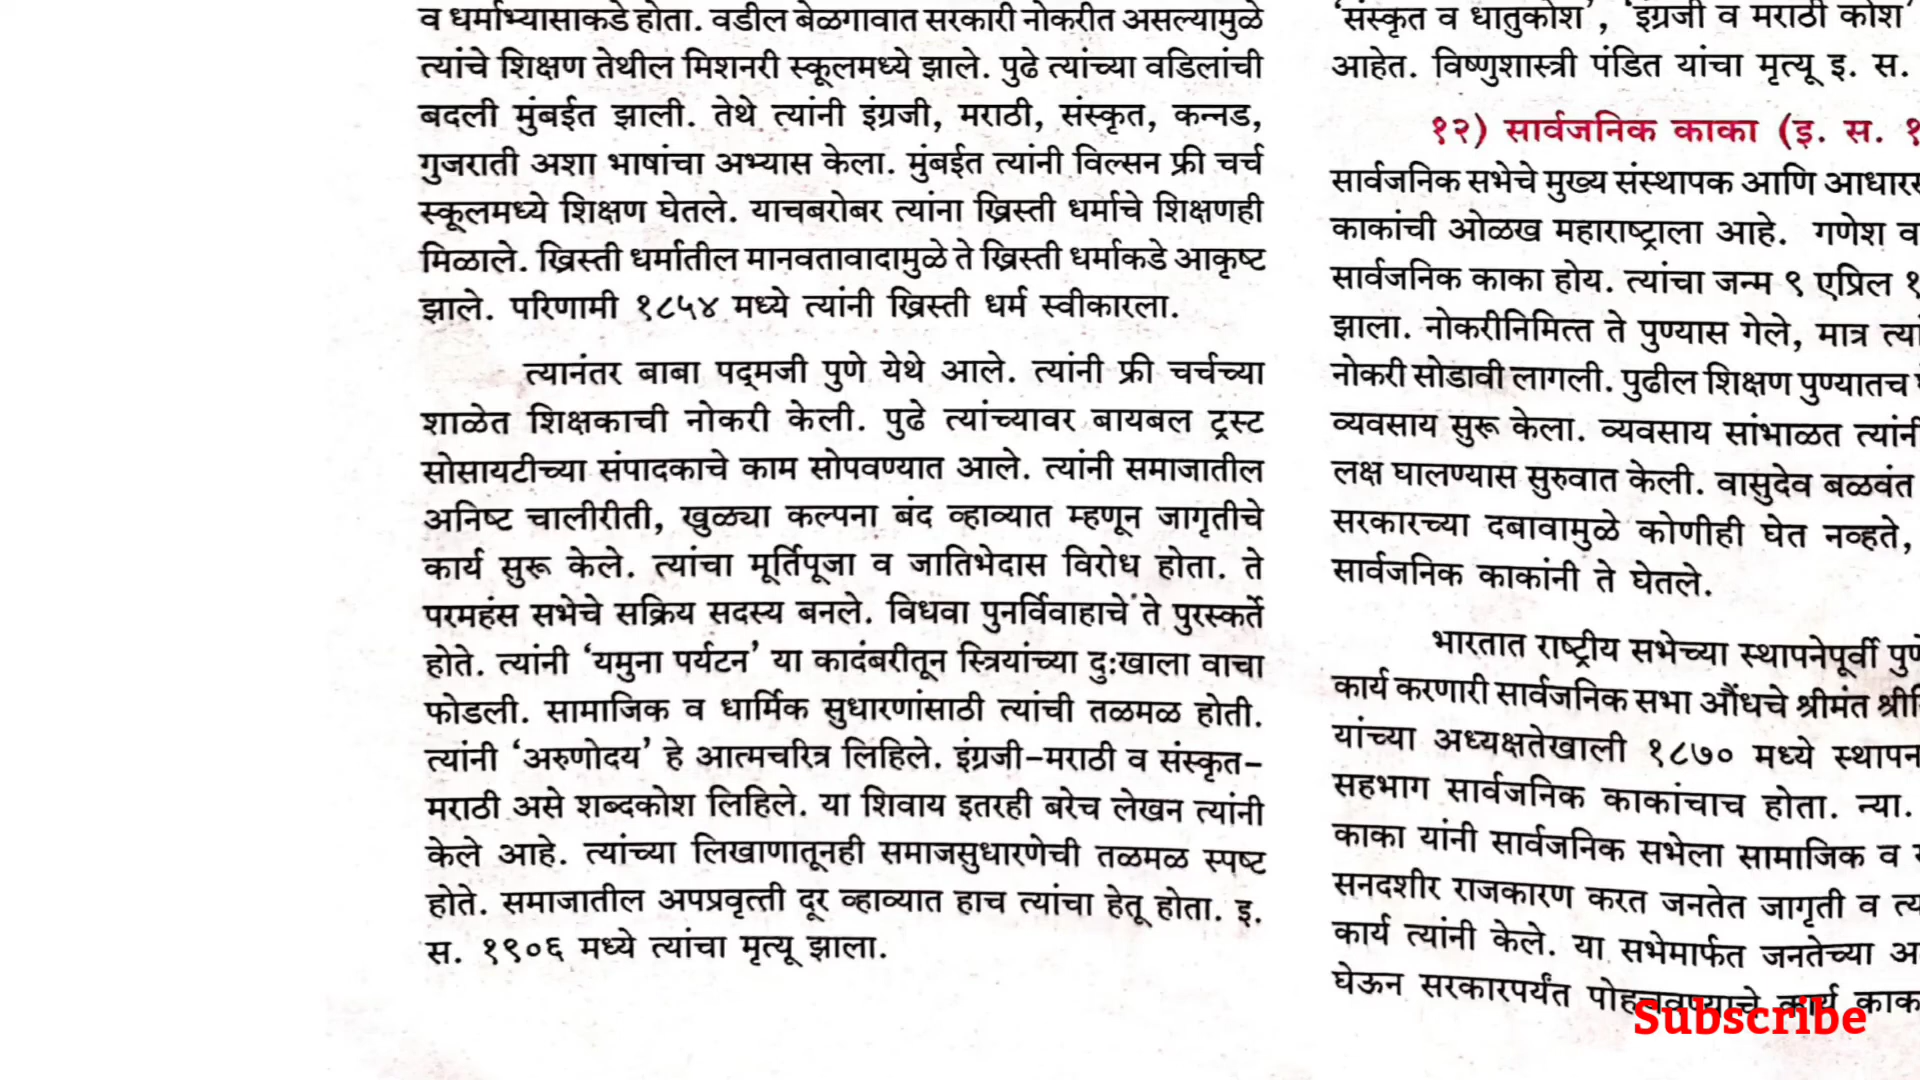 व धर्माभ्यासाकडे होता. वडील बेळगावात सरकारी नोकरीत असल्यामुळे
त्यांचे शिक्षण तेथील मिशनरी स्कूलमध्ये झाले. पुढे त्यांच्या वडिलांची
बदली मुंबईत झाली. तेथे त्यांनी इंग्रजी, मराठी, संस्कृत, कन्नड,
गुजराती अशा भाषांचा अभ्यास केला. मुंबईत त्यांनी विल्सन फ्री चर्च
स्कूलमध्ये शिक्षण घेतले. याचबरोबर त्यांना ख्रिस्ती धर्माचे शिक्षणही
मिळाले. ख्रिस्ती धर्मातील मानवतावादामुळे ते ख्रिस्ती धर्माकडे आकृष्ट
झाले. परिणामी १८५४ मध्ये त्यांनी ख्रिस्ती धर्म स्वीकारला.
त्यानंतर बाबा पद्‌मजी पुणे येथे आले. त्यांनी फ्री चर्चच्या
शाळेत शिक्षकाची नोकरी केली. पुढे त्यांच्यावर बायबल ट्रस्ट
सोसायटीच्या संपादकाचे काम सोपवण्यात आले. त्यांनी समाजातील
अनिष्ट चालीरीती, खुळ्या कल्पना बंद व्हाव्यात म्हणून जागृतीचे
कार्य सुरू केले. त्यांचा मूर्तिपूजा व जातिभेदास विरोध होता. ते
परमहंस सभेचे सक्रिय सदस्य बनले. विधवा पुनर्विवाहाचे ते पुरस्कर्ते
होते. त्यांनी ‘यमुना पर्यटन’ या कादंबरीतून स्त्रियांच्या दुःखाला वाचा
फोडली. सामाजिक व धार्मिक सुधारणांसाठी त्यांची तळमळ होती.
त्यांनी ‘अरुणोदय’ हे आत्मचरित्र लिहिले. इंग्रजी-मराठी व संस्कृत-
मराठी असे शब्दकोश लिहिले. या शिवाय इतरही बरेच लेखन त्यांनी
केले आहे. त्यांच्या लिखाणातूनही समाजसुधारणेची तळमळ स्पष्ट
होते. समाजातील अपप्रवृत्ती दूर व्हाव्यात हाच त्यांचा हेतू होता. इ.
स. १९०६ मध्ये त्यांचा मृत्यू झाला.
‘संस्कृत व धातुकोश’, ‘इंग्रजी व मराठी कोश’
आहेत. विष्णुशास्त्री पंडित यांचा मृत्यू इ. स.
१२) सार्वजनिक काका (इ. स. १
सार्वजनिक सभेचे मुख्य संस्थापक आणि
काकांची ओळख महाराष्ट्राला आहे. गणेश व
सार्वजनिक काका होय. त्यांचा जन्म ९ एप्रिल १
झाला. नोकरीनिमित्त ते पुण्यास गेले, मात्र
नोकरी सोडावी लागली. पुढील शिक्षण पुण्यातच
व्यवसाय सुरू केला. व्यवसाय सांभाळत त्यांनी
लक्ष घालण्यास सुरुवात केली. वासुदेव बळवंत
सरकारच्या दबावामुळे कोणीही घेत नव्हते,
सार्वजनिक काकांनी ते घेतले.
भारतात राष्ट्रीय सभेच्या स्थापनेपूर्वी
कार्य करणारी सार्वजनिक सभा औंधचे श्रीमंत
यांच्या अध्यक्षतेखाली १८७० मध्ये
सहभाग सार्वजनिक काकांचाच होता. न्या.
काका यांनी सार्वजनिक सभेला सामाजिक व
सनदशीर राजकारण करत जनतेत जागृती व
कार्य त्यांनी केले. या सभेमार्फत जनतेच्या अ
घेऊन सरकारपर्यंत पोहचवण्याचे कार्य काक
Subscribe